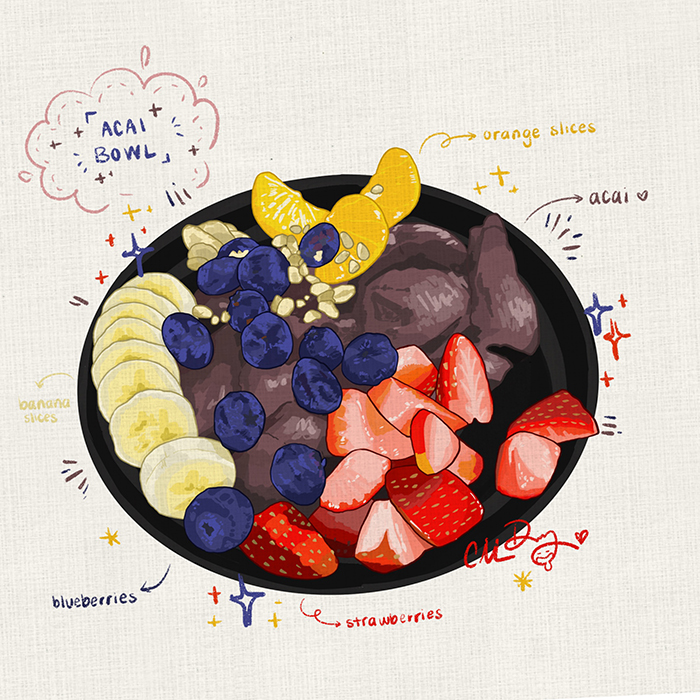 「ACAI
BOWL」
orange slices
acai ♡
banana
slices
blueberries
strawberries